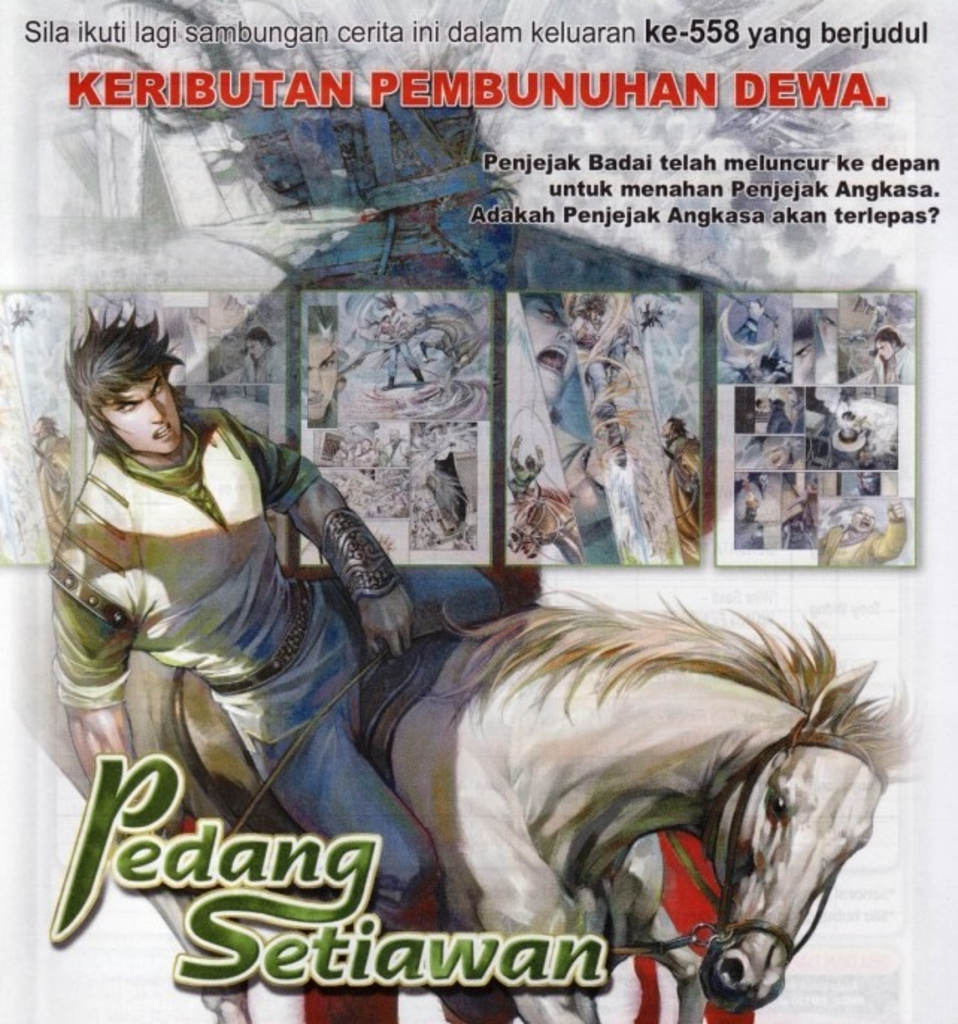 Sila ikuti lagi sambungan cerita ini dalam keluaran ke-558 yang berjudul
KERIBUTAN PEMBUNUHAN DEWA.
Penjejak Badai telah meluncur ke depan
untuk menahan Penjejak Angkasa.
Adakah Penjejak Angkasa akan terlepas?
Pedang
Setiawan